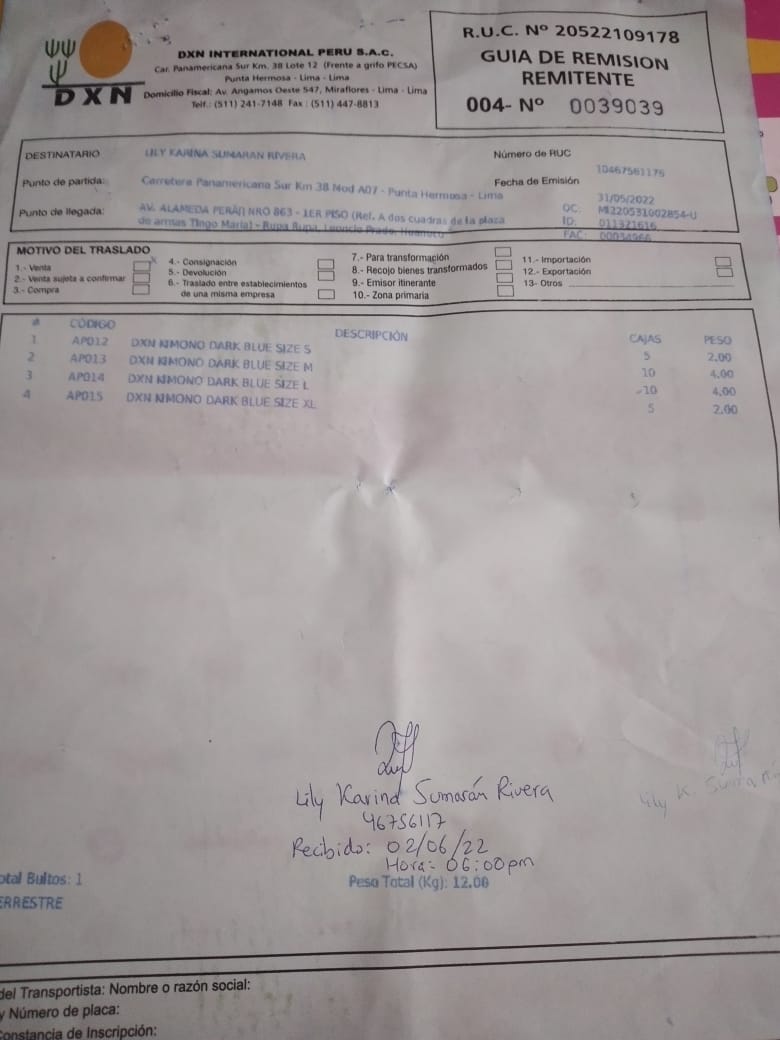 DXN
DXN INTERNATIONAL PERU S.A.C.
Car. Panamericana Sur Km. 38 Lote 12 (Frente a grifo PECSA)
Punta Hermosa - Lima - Lima
Domicilio Fiscal: Av. Angamos Oeste 547, Miraflores - Lima - Lima
Telf.: (511) 241-7148 Fax : (511) 447-8813
R.U.C. Nº 20522109178
GUIA DE REMISION
REMITENTE
004- Nº 0039039
DESTINATARIO LILY KARINA SUMARAN RIVERA Número de RUC 10467561176
Punto de partida: Carretera Panamericana Sur Km 38 Mod A07 - Punta Hermosa - Lima Fecha de Emisión 31/05/2022
Punto de llegada: AV. ALAMEDA PERÁN NRO 863 - 1ER PISO (Ref. A dos cuadras de la plaza OC: MI220531002854-U
de armas Tingo Maria) - Rupa Rupa, Leoncio Prado, Huanuco ID: 011321616
FAC: 00034966
MOTIVO DEL TRASLADO
1.- Venta x
2.- Venta sujeta a confirmar
3.- Compra
4.- Consignación
5.- Devolución
6.- Traslado entre establecimientos
de una misma empresa
7.- Para transformación
8.- Recojo bienes transformados
9.- Emisor itinerante
10.- Zona primaria
11.- Importación
12.- Exportación
13- Otros
# CÓDIGO DESCRIPCIÓN CAJAS PESO
1 AP012 DXN KIMONO DARK BLUE SIZE S 5 2.00
2 AP013 DXN KIMONO DARK BLUE SIZE M 10 4.00
3 AP014 DXN KIMONO DARK BLUE SIZE L 10 4.00
4 AP015 DXN KIMONO DARK BLUE SIZE XL 5 2.00
Lily Karina Sumarán Rivera
46756117
Recibido: 02/06/22
Hora: 06:00pm
Lily K. Sumarán Ri
otal Bultos: 1 Peso Total (Kg): 12.00
ERRESTRE
del Transportista: Nombre o razón social:
y Número de placa:
Constancia de Inscripción: